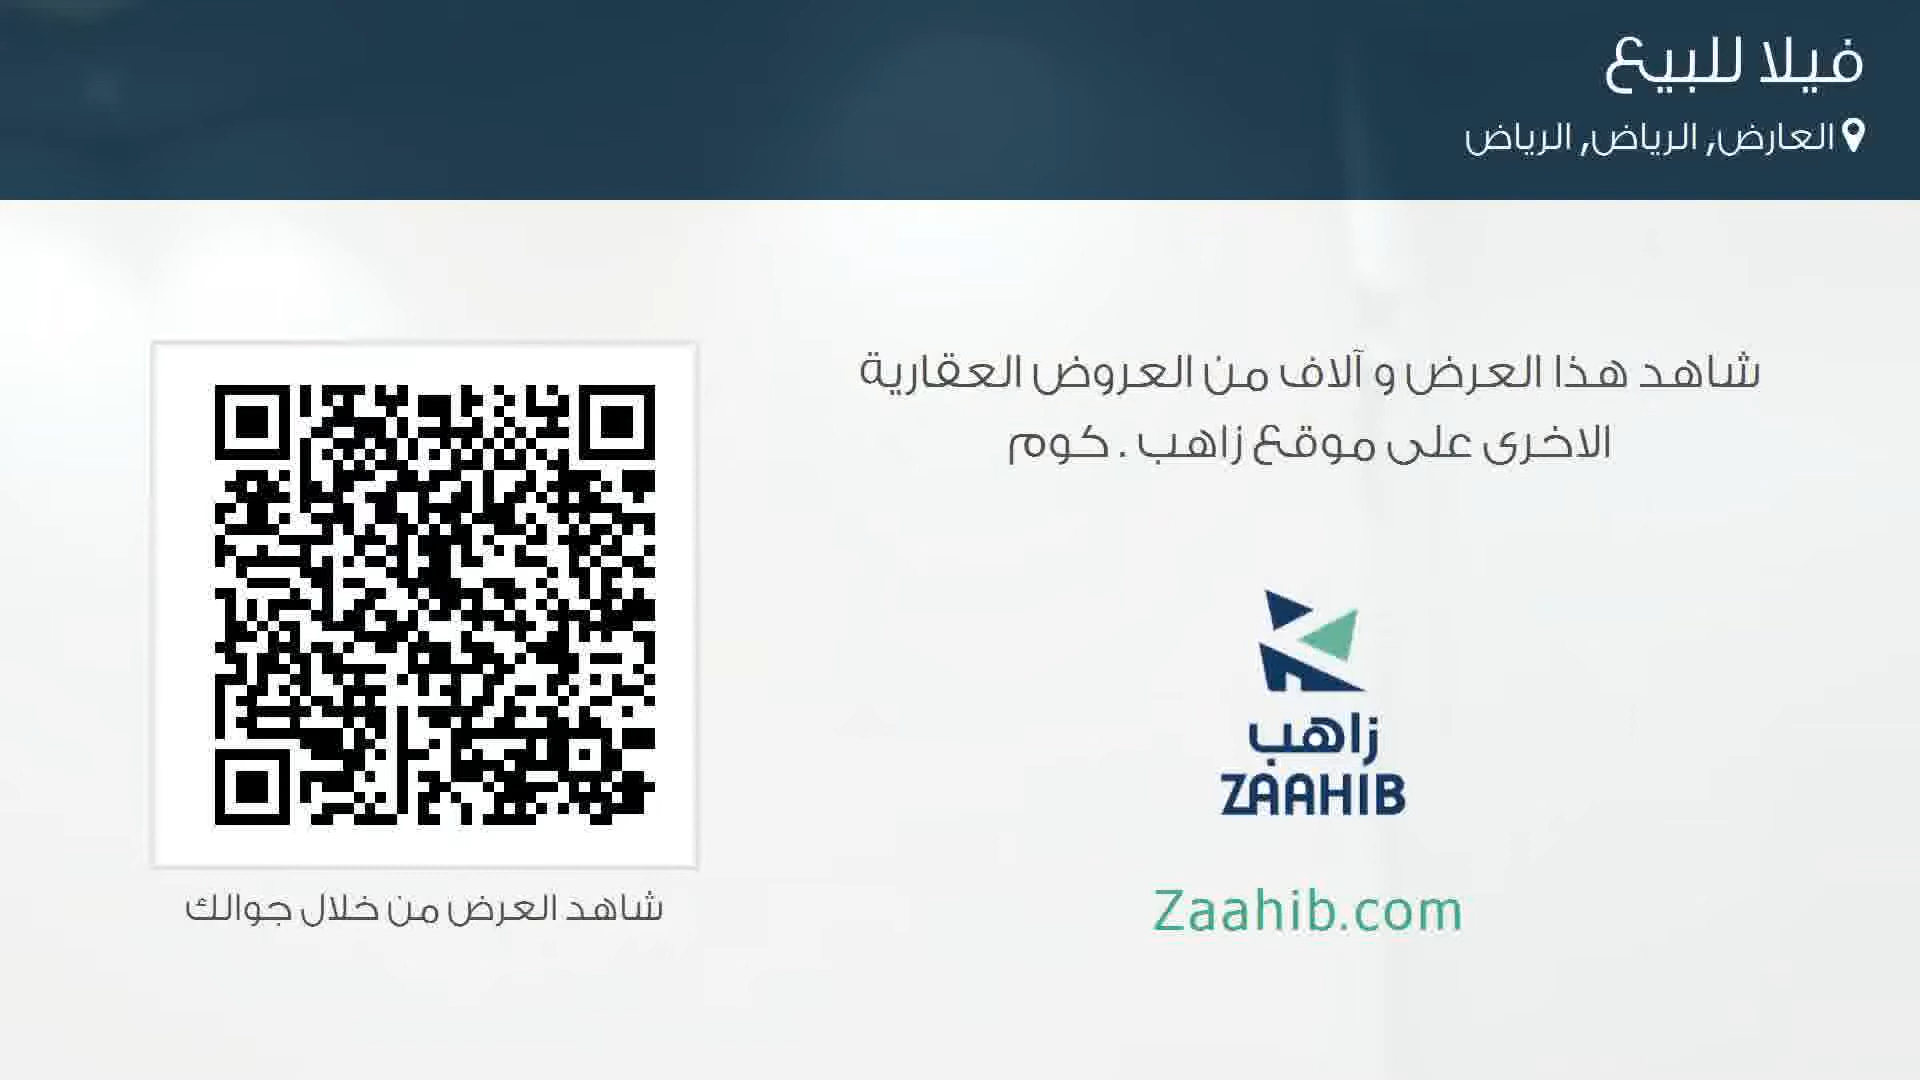 فيلا للبيع
العارض, الرياض, الرياض
شاهد هذا العرض و آلاف من العروض العقارية
الاخرى على موقع زاهب . كوم
زاهب
ZAAHIB
Zaahib.com
شاهد العرض من خلال جوالك